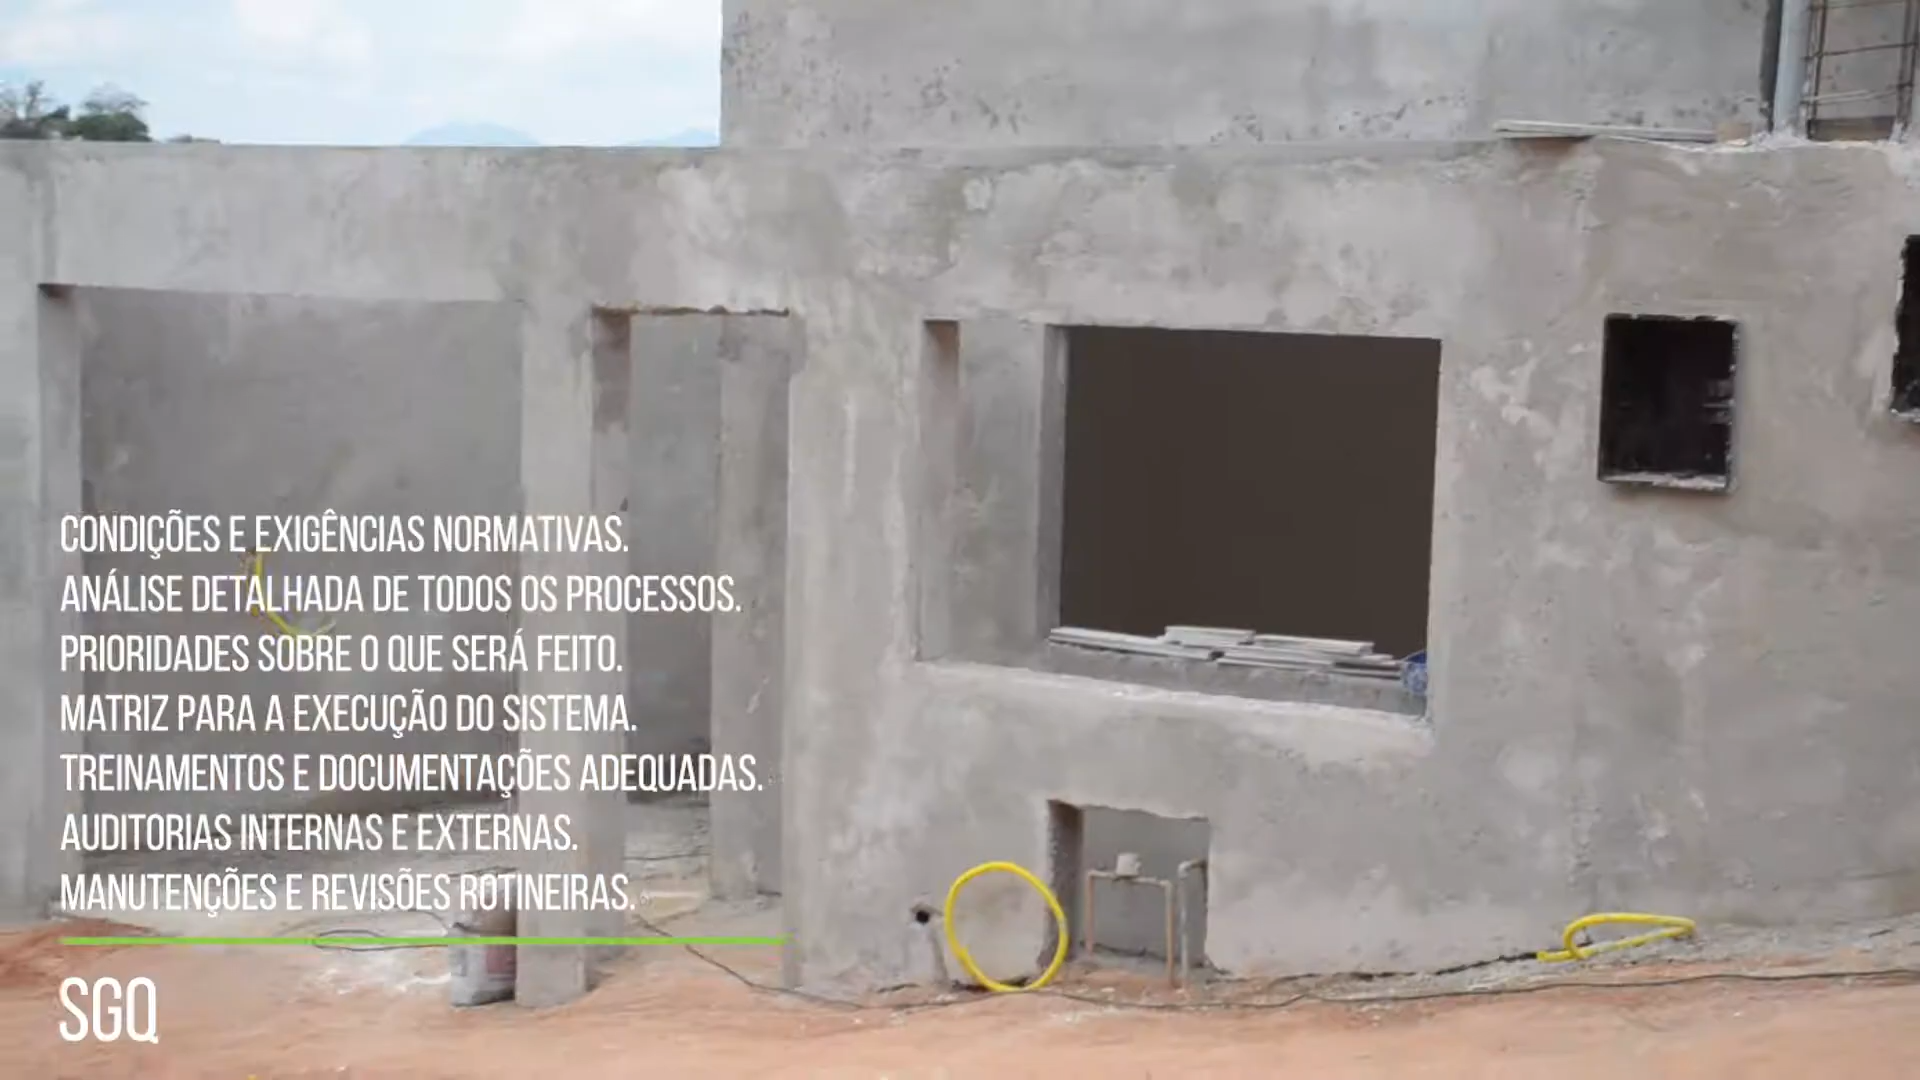 CONDIÇÕES E EXIGÊNCIAS NORMATIVAS.
ANÁLISE DETALHADA DE TODOS OS PROCESSOS.
PRIORIDADES SOBRE O QUE SERÁ FEITO.
MATRIZ PARA A EXECUÇÃO DO SISTEMA.
TREINAMENTOS E DOCUMENTAÇÕES ADEQUADAS.
AUDITORIAS INTERNAS E EXTERNAS.
MANUTENÇÕES E REVISÕES ROTINEIRAS.
SGQ